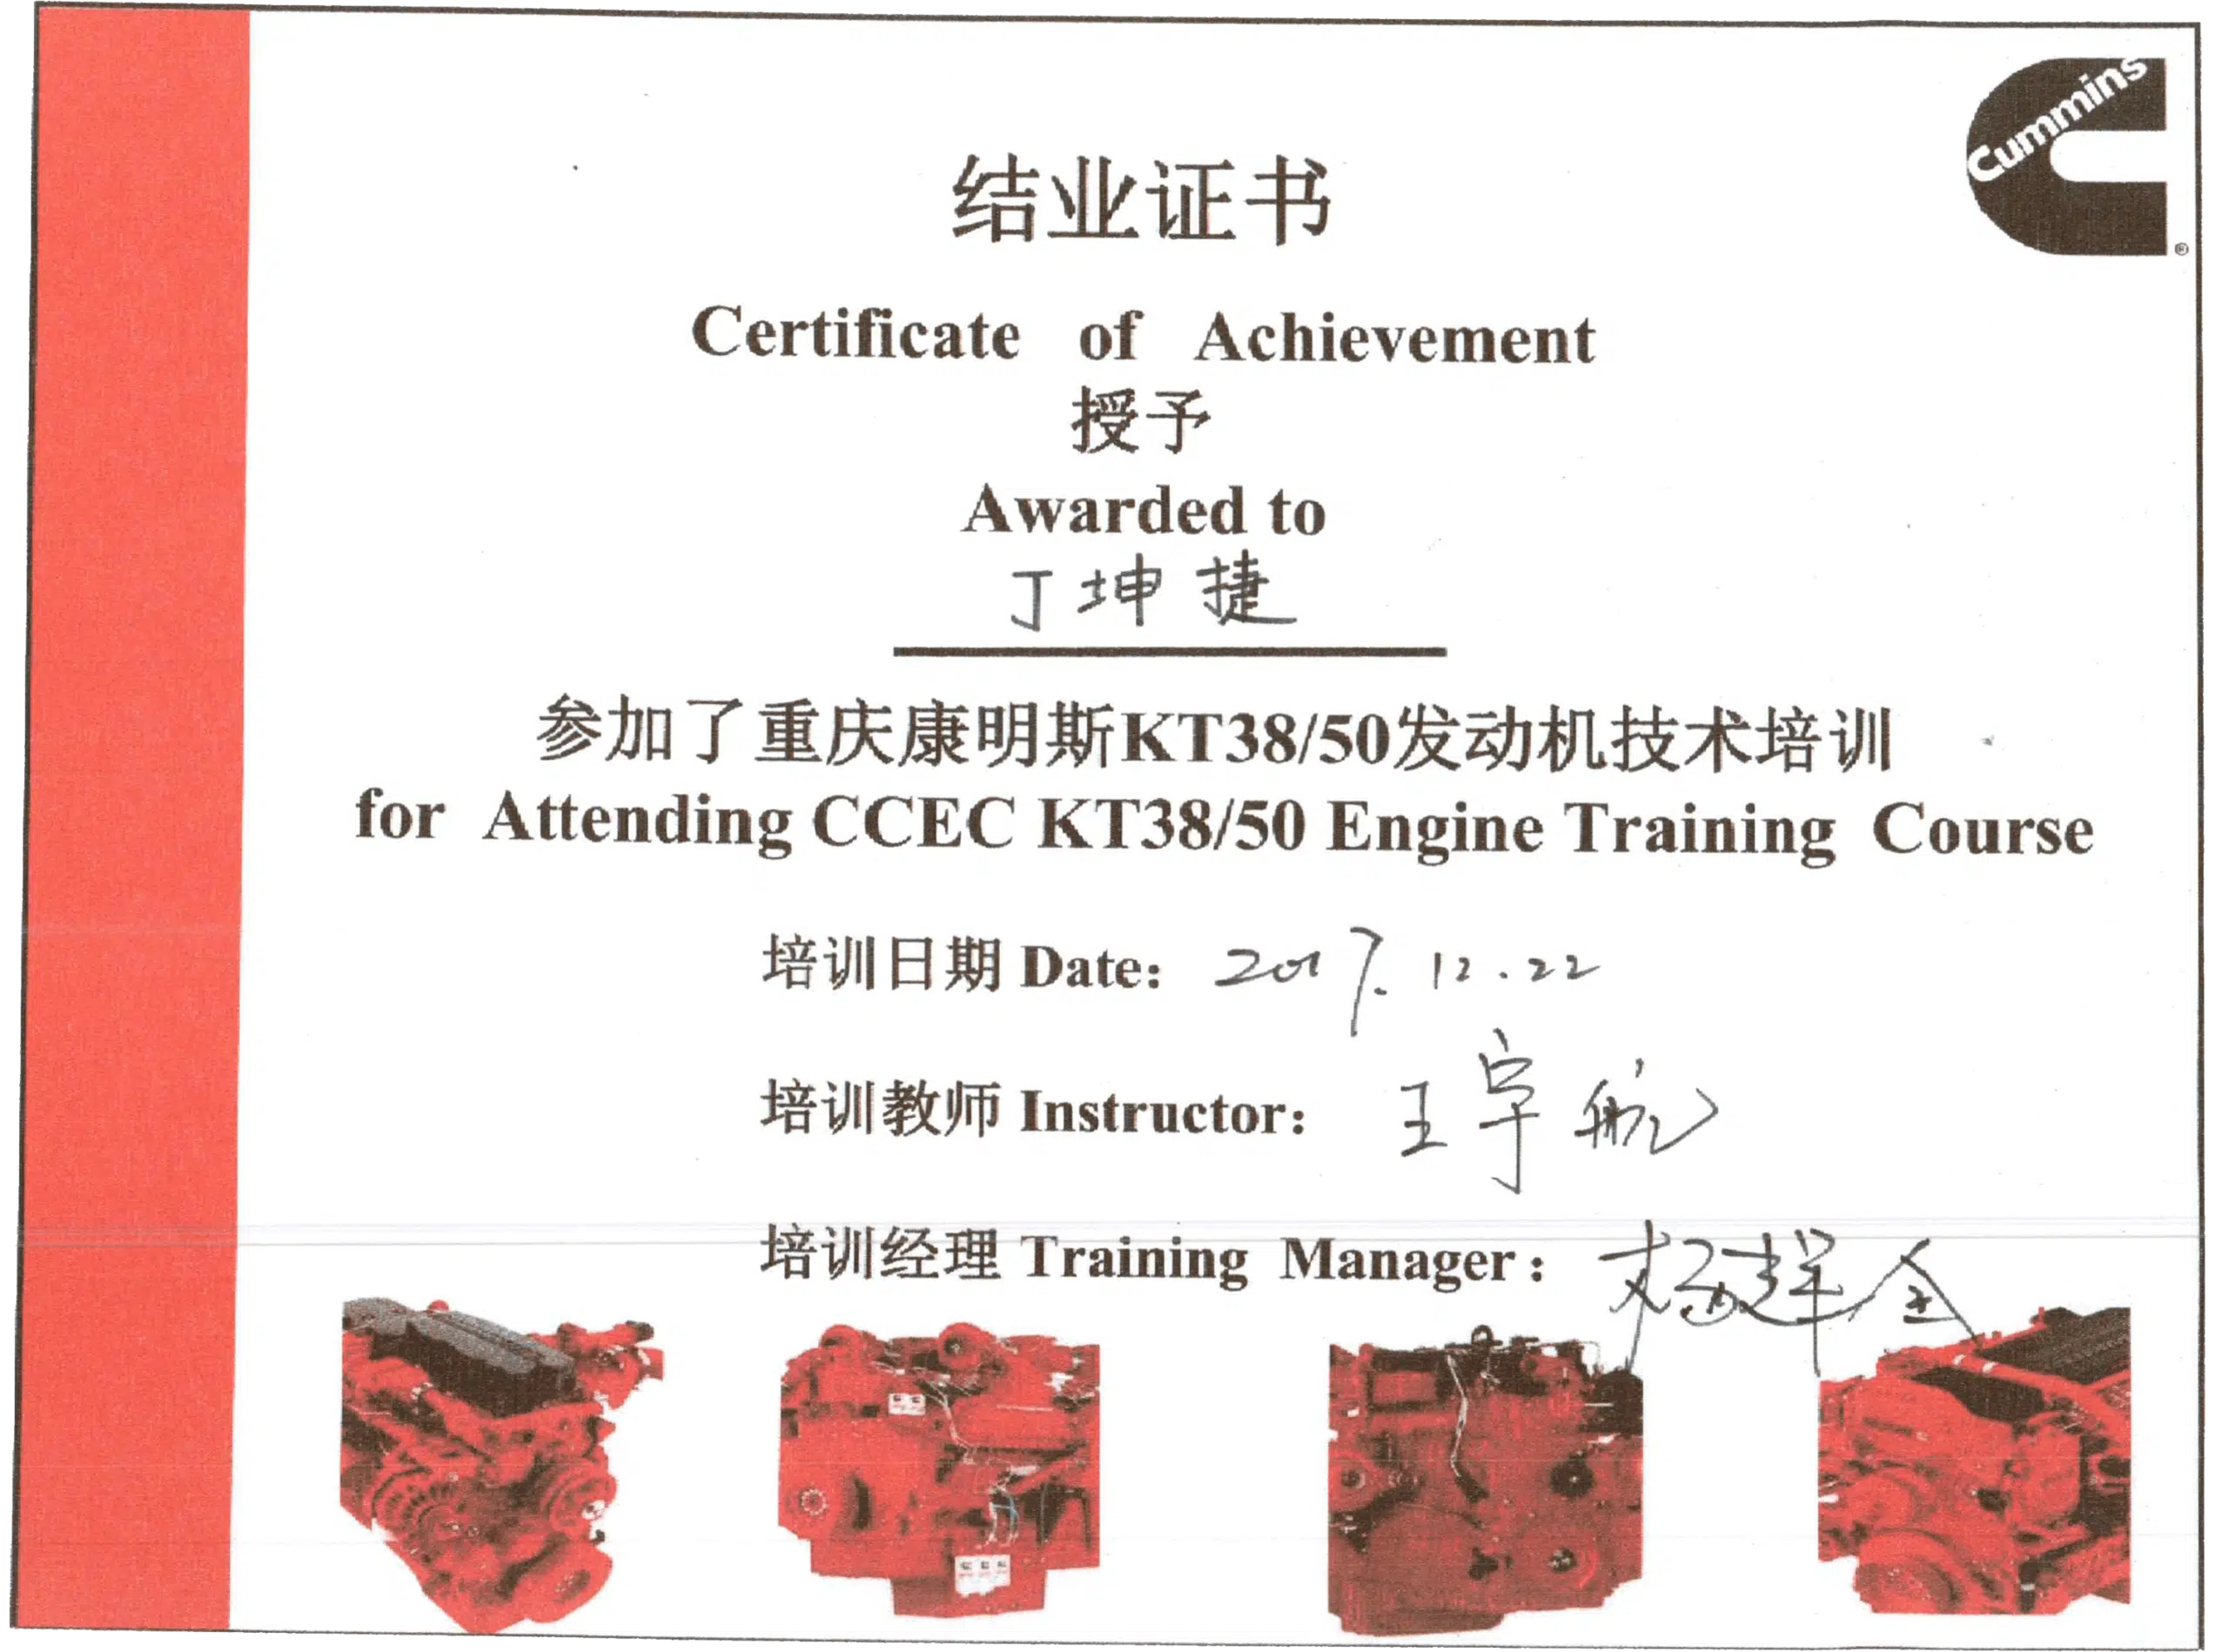 Cummins
®
结业证书
Certificate of Achievement
授予
Awarded to
丁坤捷
参加了重庆康明斯KT38/50发动机技术培训
for Attending CCEC KT38/50 Engine Training Course
培训日期 Date: 2017.12.22
培训教师 Instructor: 王宇航
培训经理 Training Manager: